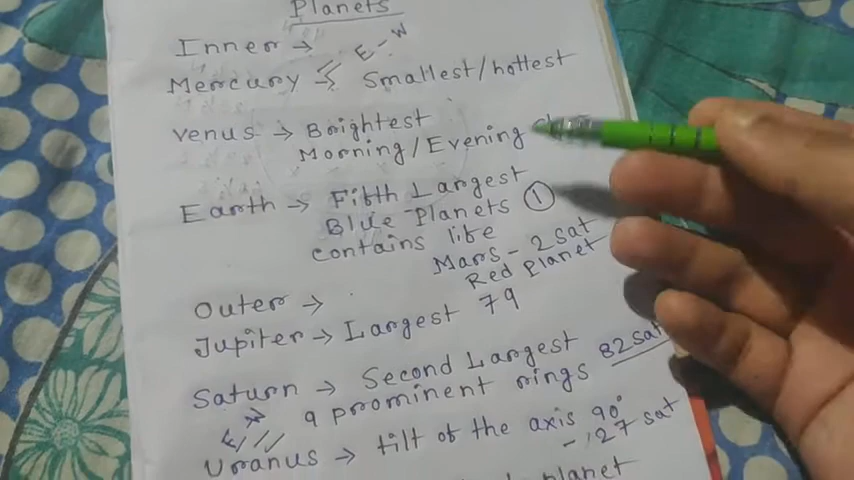 Planets
Inner → E-W
Mercury → Smallest/hottest
Venus → Brightest
Morning/Evening
Earth → Fifth Largest
Blue Planets 1
contains life
Mars - 2 sat
Red Planet
Outer →
Jupiter → Largest 79
Saturn → Second Largest
9 prominent rings 82 sat
Uranus → tilt of the axis 90°
- 27 sat
planet